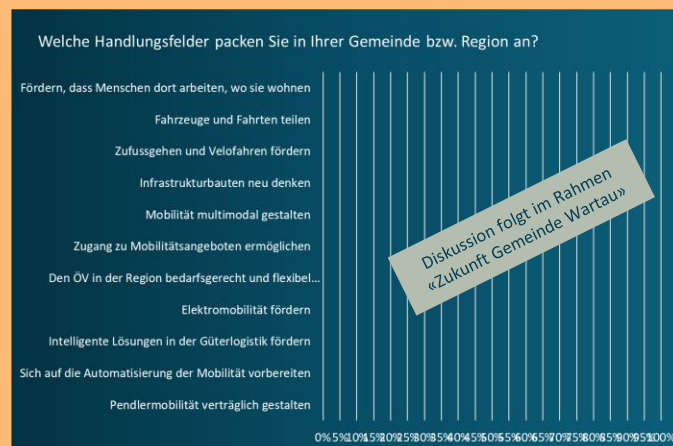 Welche Handlungsfelder packen Sie in Ihrer Gemeinde bzw. Region an?
Fördern, dass Menschen dort arbeiten, wo sie wohnen
Fahrzeuge und Fahrten teilen
Zufussgehen und Velofahren fördern
Infrastrukturbauten neu denken
Mobilität multimodal gestalten
Zugang zu Mobilitätsangeboten ermöglichen
Den ÖV in der Region bedarfsgerecht und flexibel...
Elektromobilität fördern
Intelligente Lösungen in der Güterlogistik fördern
Sich auf die Automatisierung der Mobilität vorbereiten
Pendlermobilität verträglich gestalten
Diskussion folgt im Rahmen
«Zukunft Gemeinde Wartau»
0% 5% 10% 15% 20% 25% 30% 35% 40% 45% 50% 55% 60% 65% 70% 75% 80% 85% 90% 95% 100%